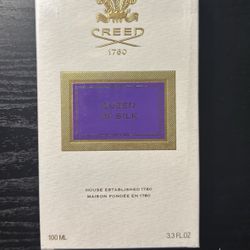 CREED
1760
QUEEN
OF SILK
HOUSE ESTABLISHED 1760
MAISON FONDÉE EN 1760
100 ML 3.3 FL.OZ